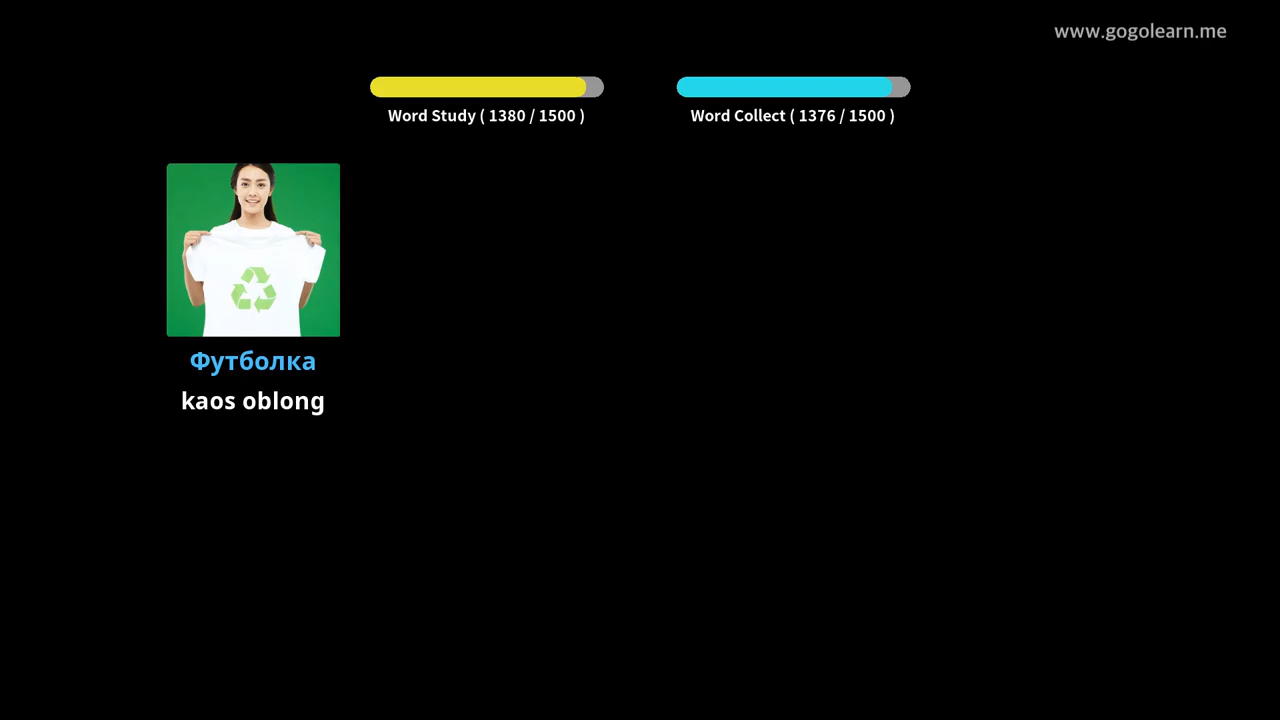 www.gogolearn.me
Word Study ( 1380 / 1500 )
Word Collect ( 1376 / 1500 )
Футболка
kaos oblong